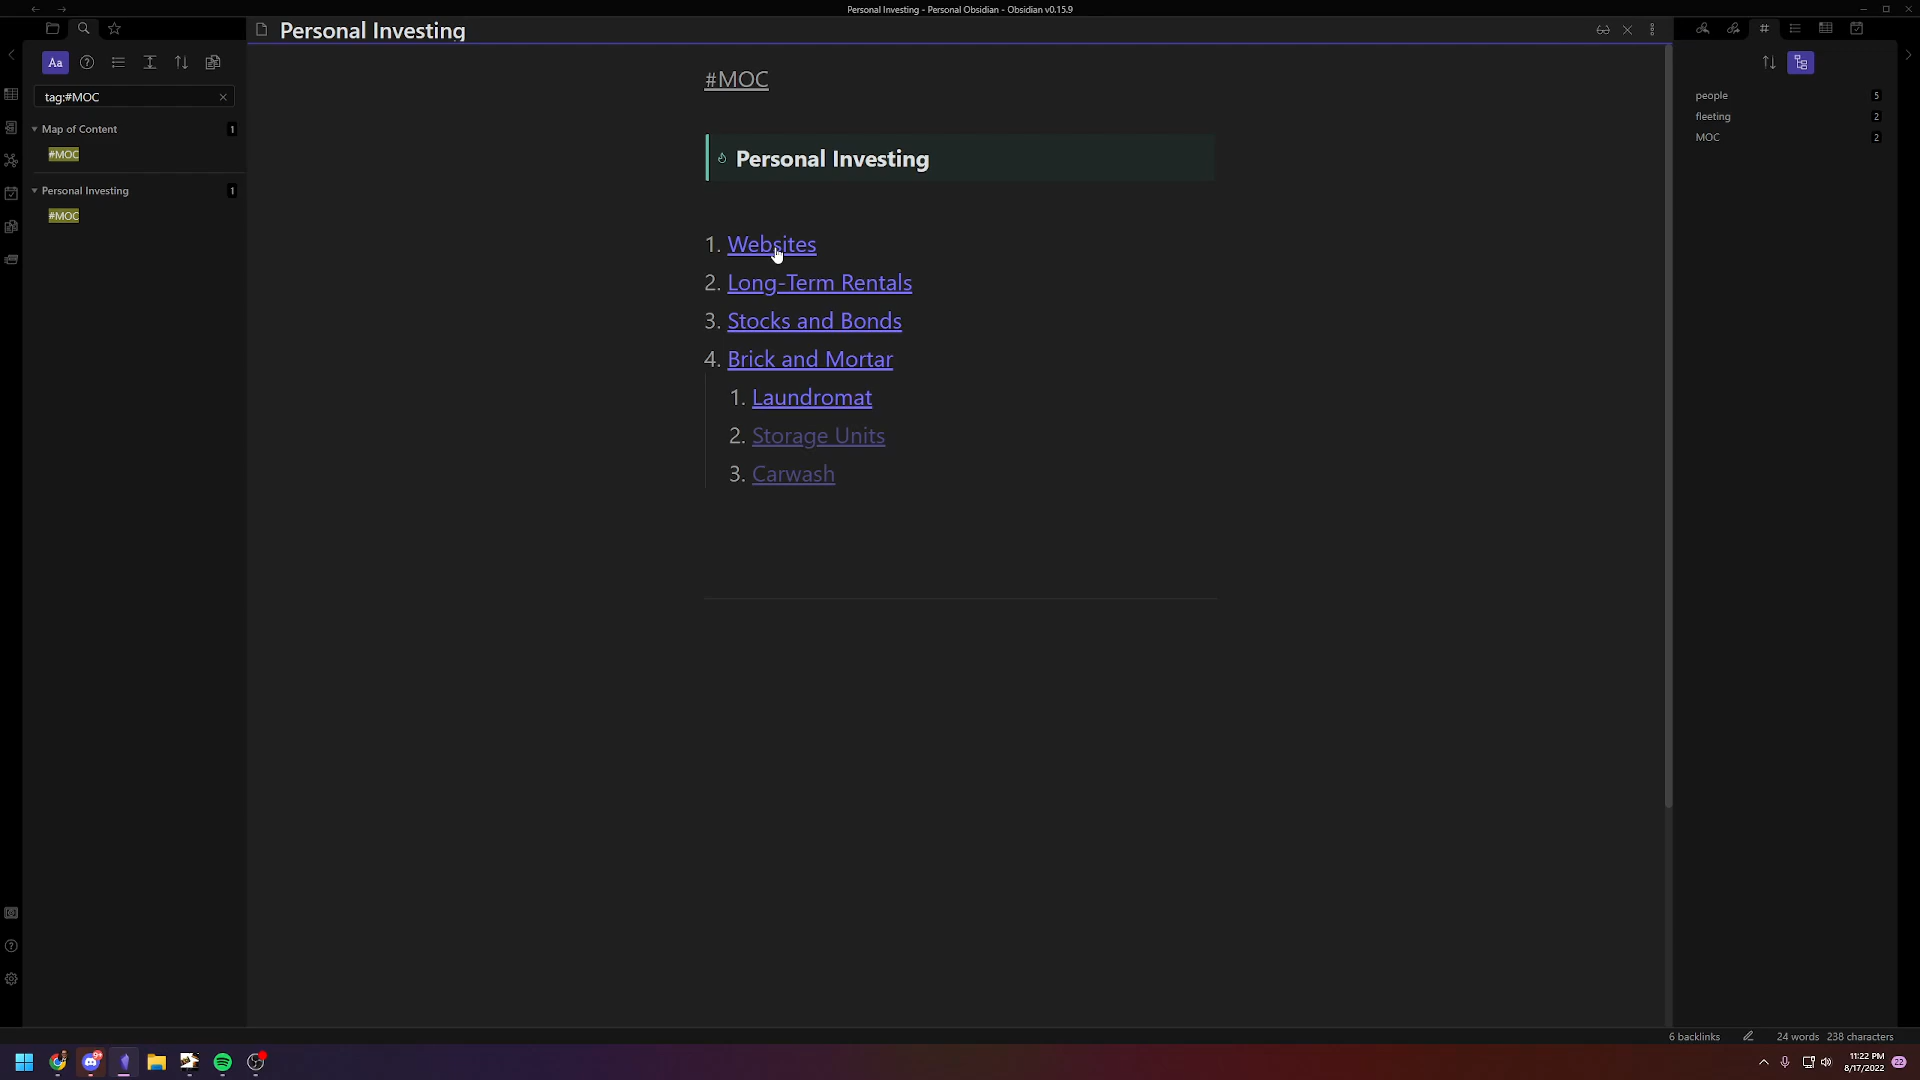 Personal Investing - Personal Obsidian - Obsidian v0.15.9
Personal Investing
Aa
tag:#MOC
Map of Content 1
#MOC
Personal Investing 1
#MOC
#MOC
Personal Investing
1. Websites
2. Long-Term Rentals
3. Stocks and Bonds
4. Brick and Mortar
1. Laundromat
2. Storage Units
3. Carwash
people 5
fleeting 2
MOC 2
6 backlinks 24 words 238 characters
11:22 PM
8/17/2022
22